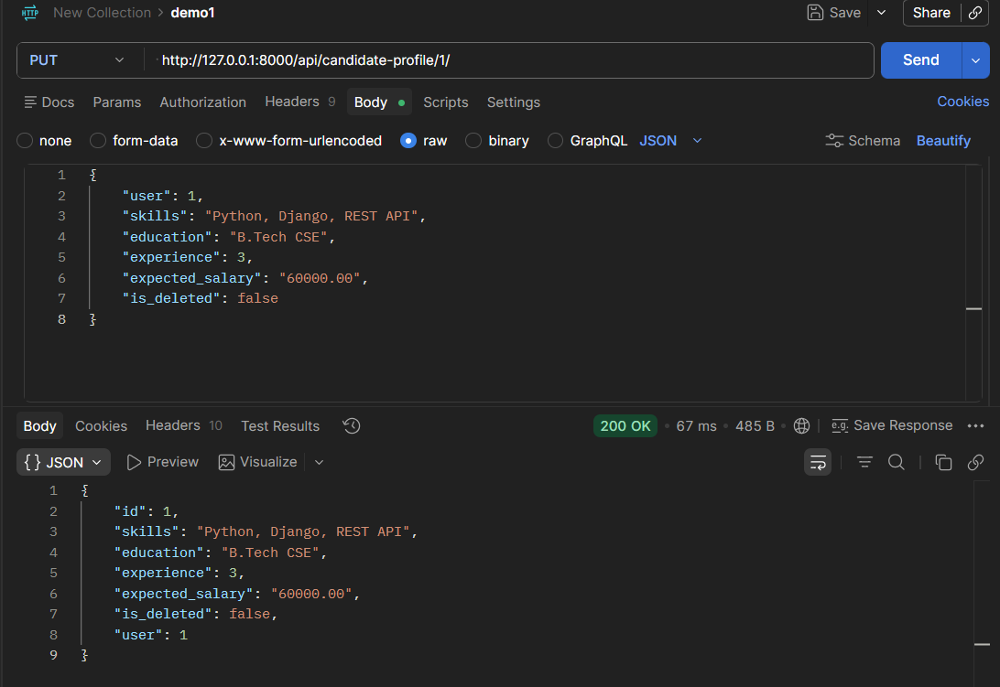 HTTP New Collection > demo1 Save Share
PUT http://127.0.0.1:8000/api/candidate-profile/1/ Send
Docs Params Authorization Headers 9 Body Scripts Settings Cookies
none form-data x-www-form-urlencoded raw binary GraphQL JSON Schema Beautify
1 {
2 "user": 1,
3 "skills": "Python, Django, REST API",
4 "education": "B.Tech CSE",
5 "experience": 3,
6 "expected_salary": "60000.00",
7 "is_deleted": false
8 }
Body Cookies Headers 10 Test Results 200 OK • 67 ms • 485 B • e.g. Save Response
{} JSON Preview Visualize
1 {
2 "id": 1,
3 "skills": "Python, Django, REST API",
4 "education": "B.Tech CSE",
5 "experience": 3,
6 "expected_salary": "60000.00",
7 "is_deleted": false,
8 "user": 1
9 }